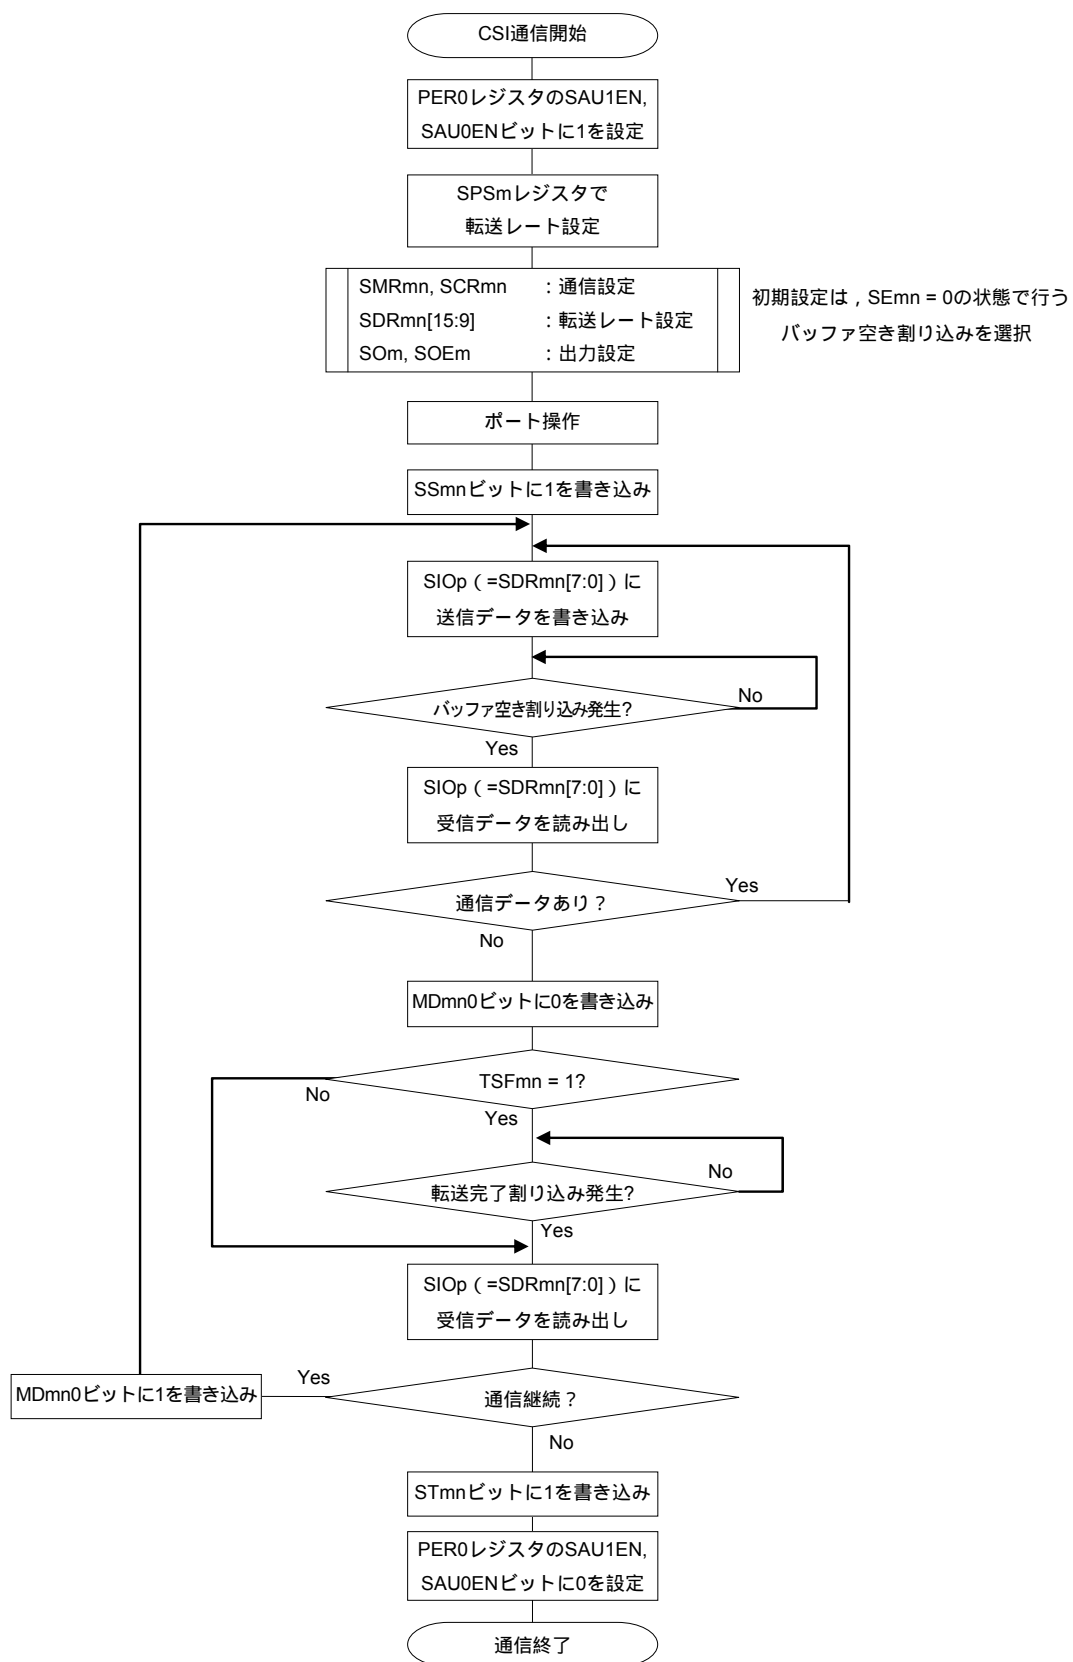 CSI通信開始
PER0レジスタのSAU1EN,
SAU0ENビットに1を設定
SPSmレジスタで
転送レート設定
SMRmn, SCRmn ：通信設定
SDRmn[15:9] ：転送レート設定
SOm, SOEm ：出力設定
初期設定は，SEmn = 0の状態で行う
バッファ空き割り込みを選択
ポート操作
SSmnビットに1を書き込み
SIOp（=SDRmn[7:0]）に
送信データを書き込み
バッファ空き割り込み発生?
No
Yes
SIOp（=SDRmn[7:0]）に
受信データを読み出し
通信データあり？
Yes
No
MDmn0ビットに0を書き込み
TSFmn = 1?
No
Yes
転送完了割り込み発生?
No
Yes
SIOp（=SDRmn[7:0]）に
受信データを読み出し
通信継続？
Yes
MDmn0ビットに1を書き込み
No
STmnビットに1を書き込み
PER0レジスタのSAU1EN,
SAU0ENビットに0を設定
通信終了